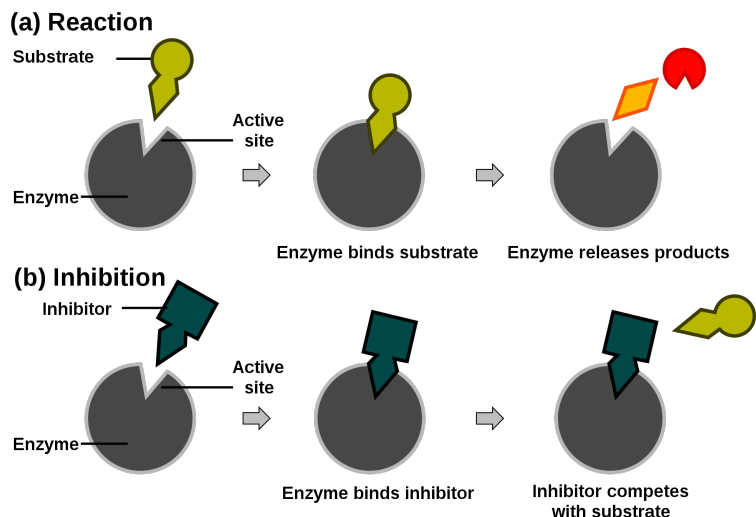 (a) Reaction
Substrate
Active
site
Enzyme
Enzyme binds substrate
Enzyme releases products
(b) Inhibition
Inhibitor
Active
site
Enzyme
Enzyme binds inhibitor
Inhibitor competes
with substrate